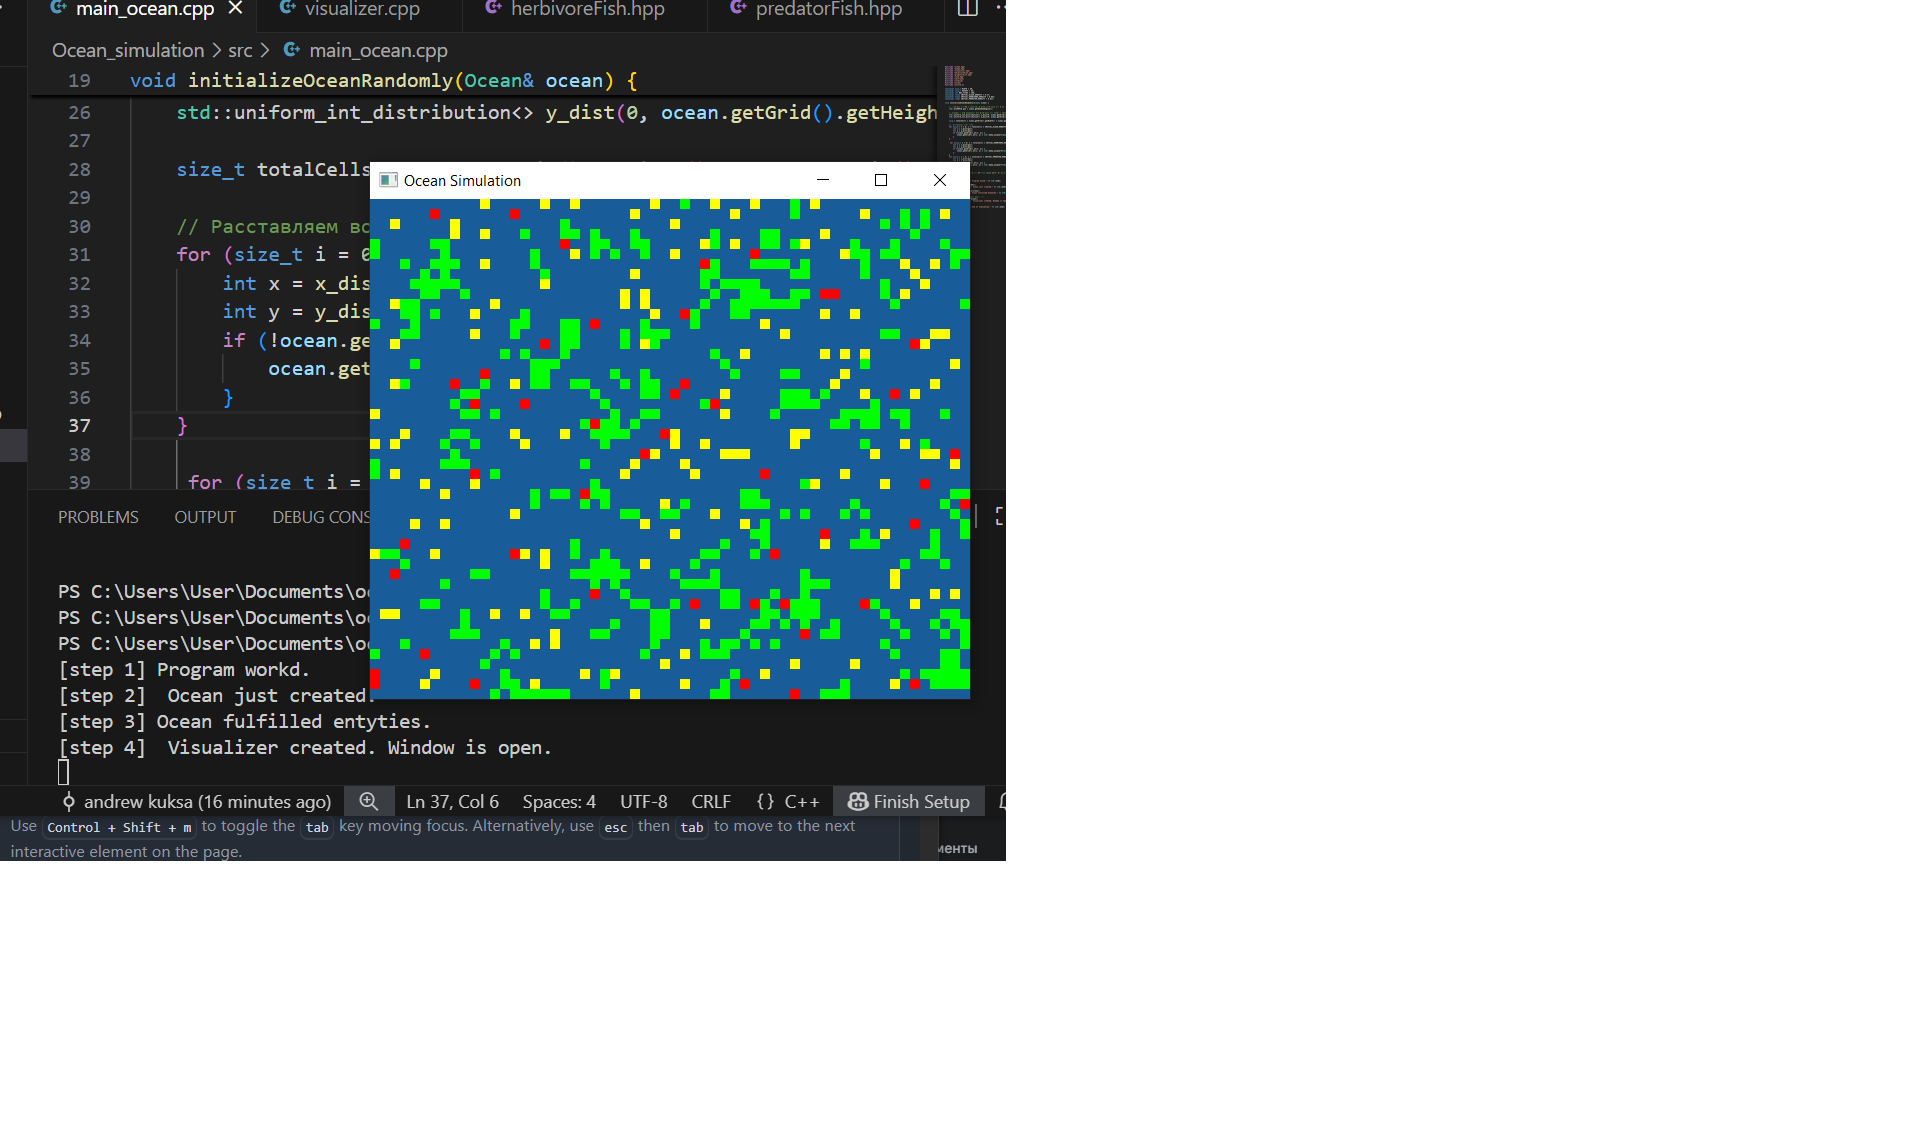 main_ocean.cpp visualizer.cpp herbivoreFish.hpp predatorFish.hpp
Ocean_simulation > src > main_ocean.cpp
19 void initializeOceanRandomly(Ocean& ocean) {
26 std::uniform_int_distribution<> y_dist(0, ocean.getGrid().getHeigh
27
28 size_t totalCells
29
30 // Расставляем вс
31 for (size_t i = 0
32 int x = x_dis
33 int y = y_dis
34 if (!ocean.ge
35 ocean.get
36 }
37 }
38
39 for (size_t i =
Ocean Simulation
PROBLEMS OUTPUT DEBUG CONS
PS C:\Users\User\Documents\oc
PS C:\Users\User\Documents\oc
PS C:\Users\User\Documents\oc
[step 1] Program workd.
[step 2]  Ocean just created.
[step 3] Ocean fulfilled entyties.
[step 4]  Visualizer created. Window is open.
andrew kuksa (16 minutes ago) Ln 37, Col 6 Spaces: 4 UTF-8 CRLF {} C++ Finish Setup
Use Control + Shift + m to toggle the tab key moving focus. Alternatively, use esc then tab to move to the next
interactive element on the page.
менты